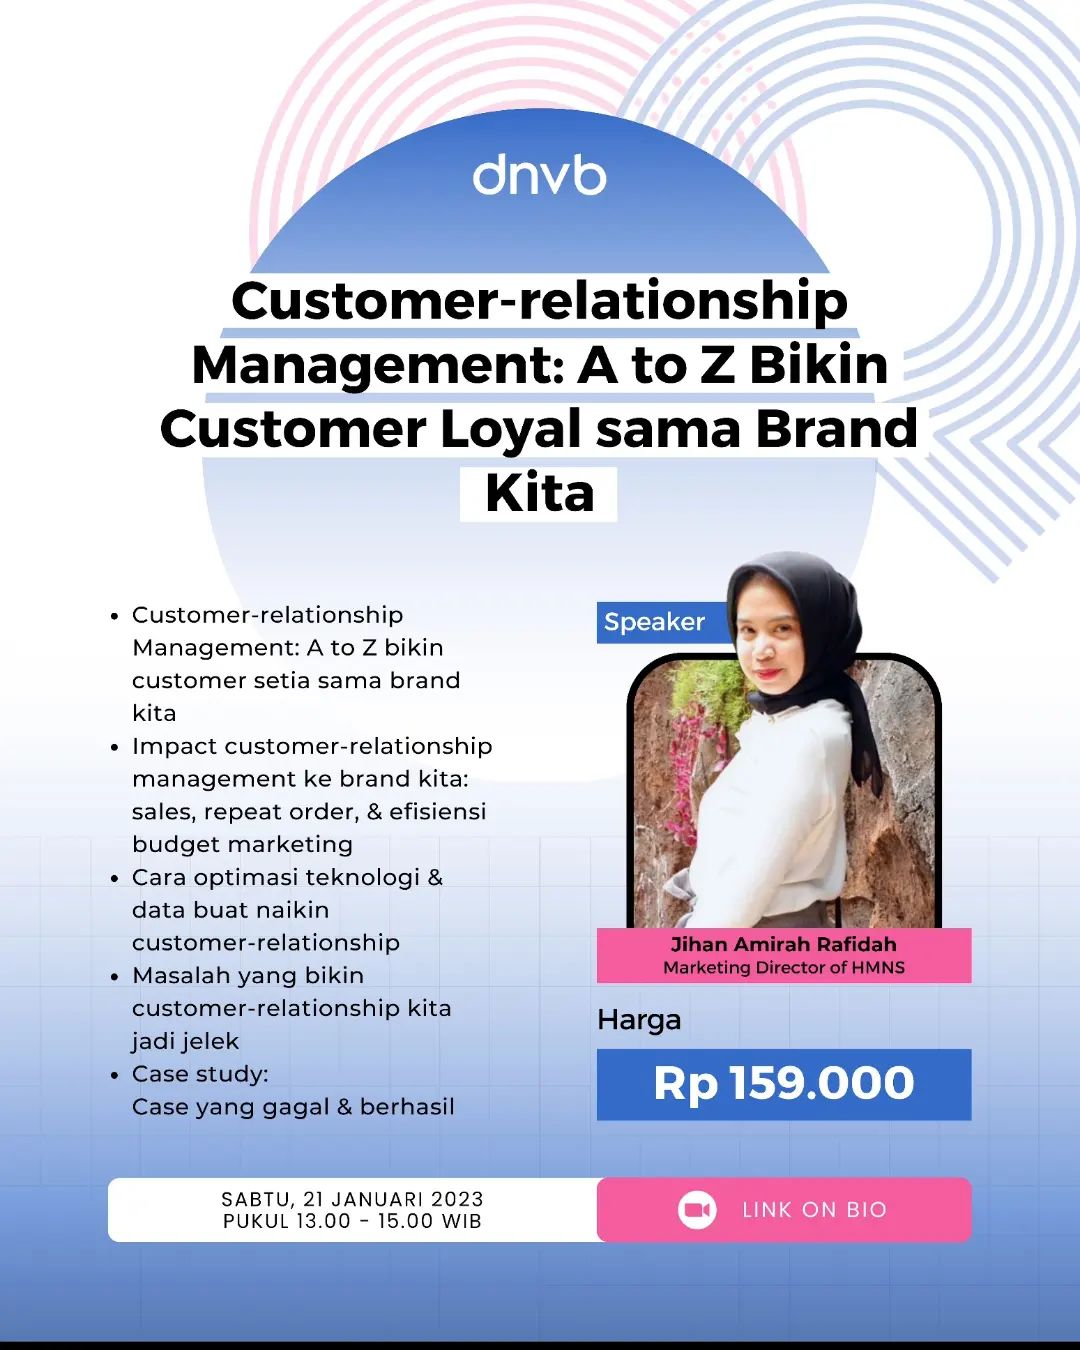 dnvb
Customer-relationship
Management: A to Z Bikin
Customer Loyal sama Brand
Kita
• Customer-relationship
Management: A to Z bikin
customer setia sama brand
kita
• Impact customer-relationship
management ke brand kita:
sales, repeat order, & efisiensi
budget marketing
• Cara optimasi teknologi &
data buat naikin
customer-relationship
• Masalah yang bikin
customer-relationship kita
jadi jelek
• Case study:
Case yang gagal & berhasil
Speaker
Jihan Amirah Rafidah
Marketing Director of HMNS
Harga
Rp 159.000
SABTU, 21 JANUARI 2023
PUKUL 13.00 - 15.00 WIB
LINK ON BIO